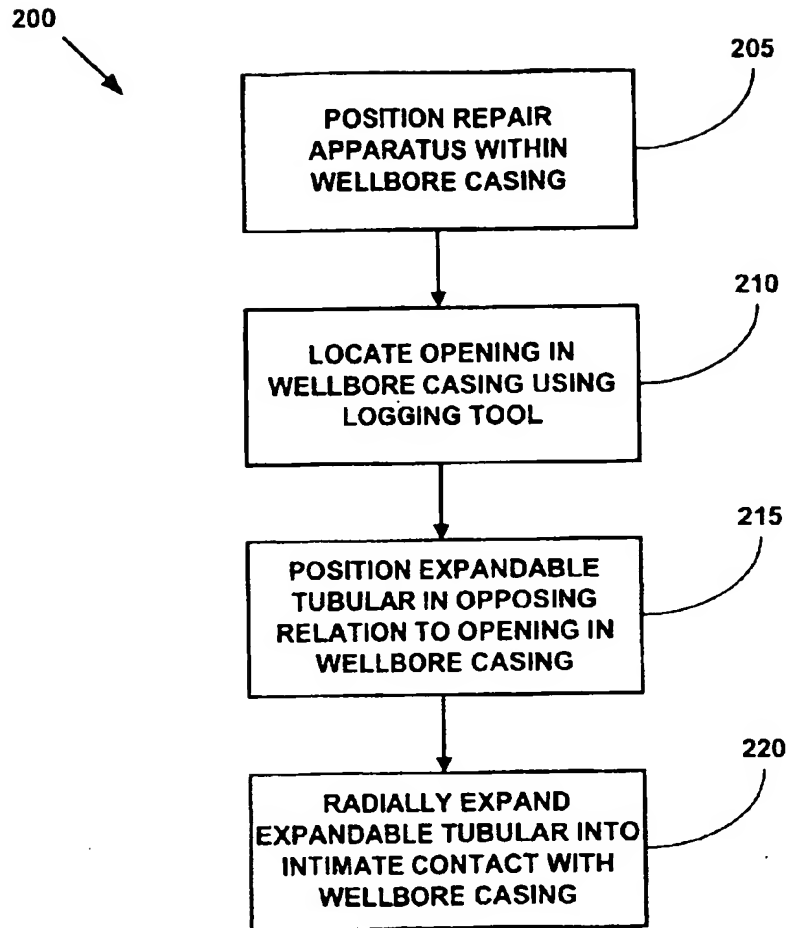 200
205
POSITION REPAIR
APPARATUS WITHIN
WELLBORE CASING
210
LOCATE OPENING IN
WELLBORE CASING USING
LOGGING TOOL
215
POSITION EXPANDABLE
TUBULAR IN OPPOSING
RELATION TO OPENING IN
WELLBORE CASING
220
RADIALLY EXPAND
EXPANDABLE TUBULAR INTO
INTIMATE CONTACT WITH
WELLBORE CASING